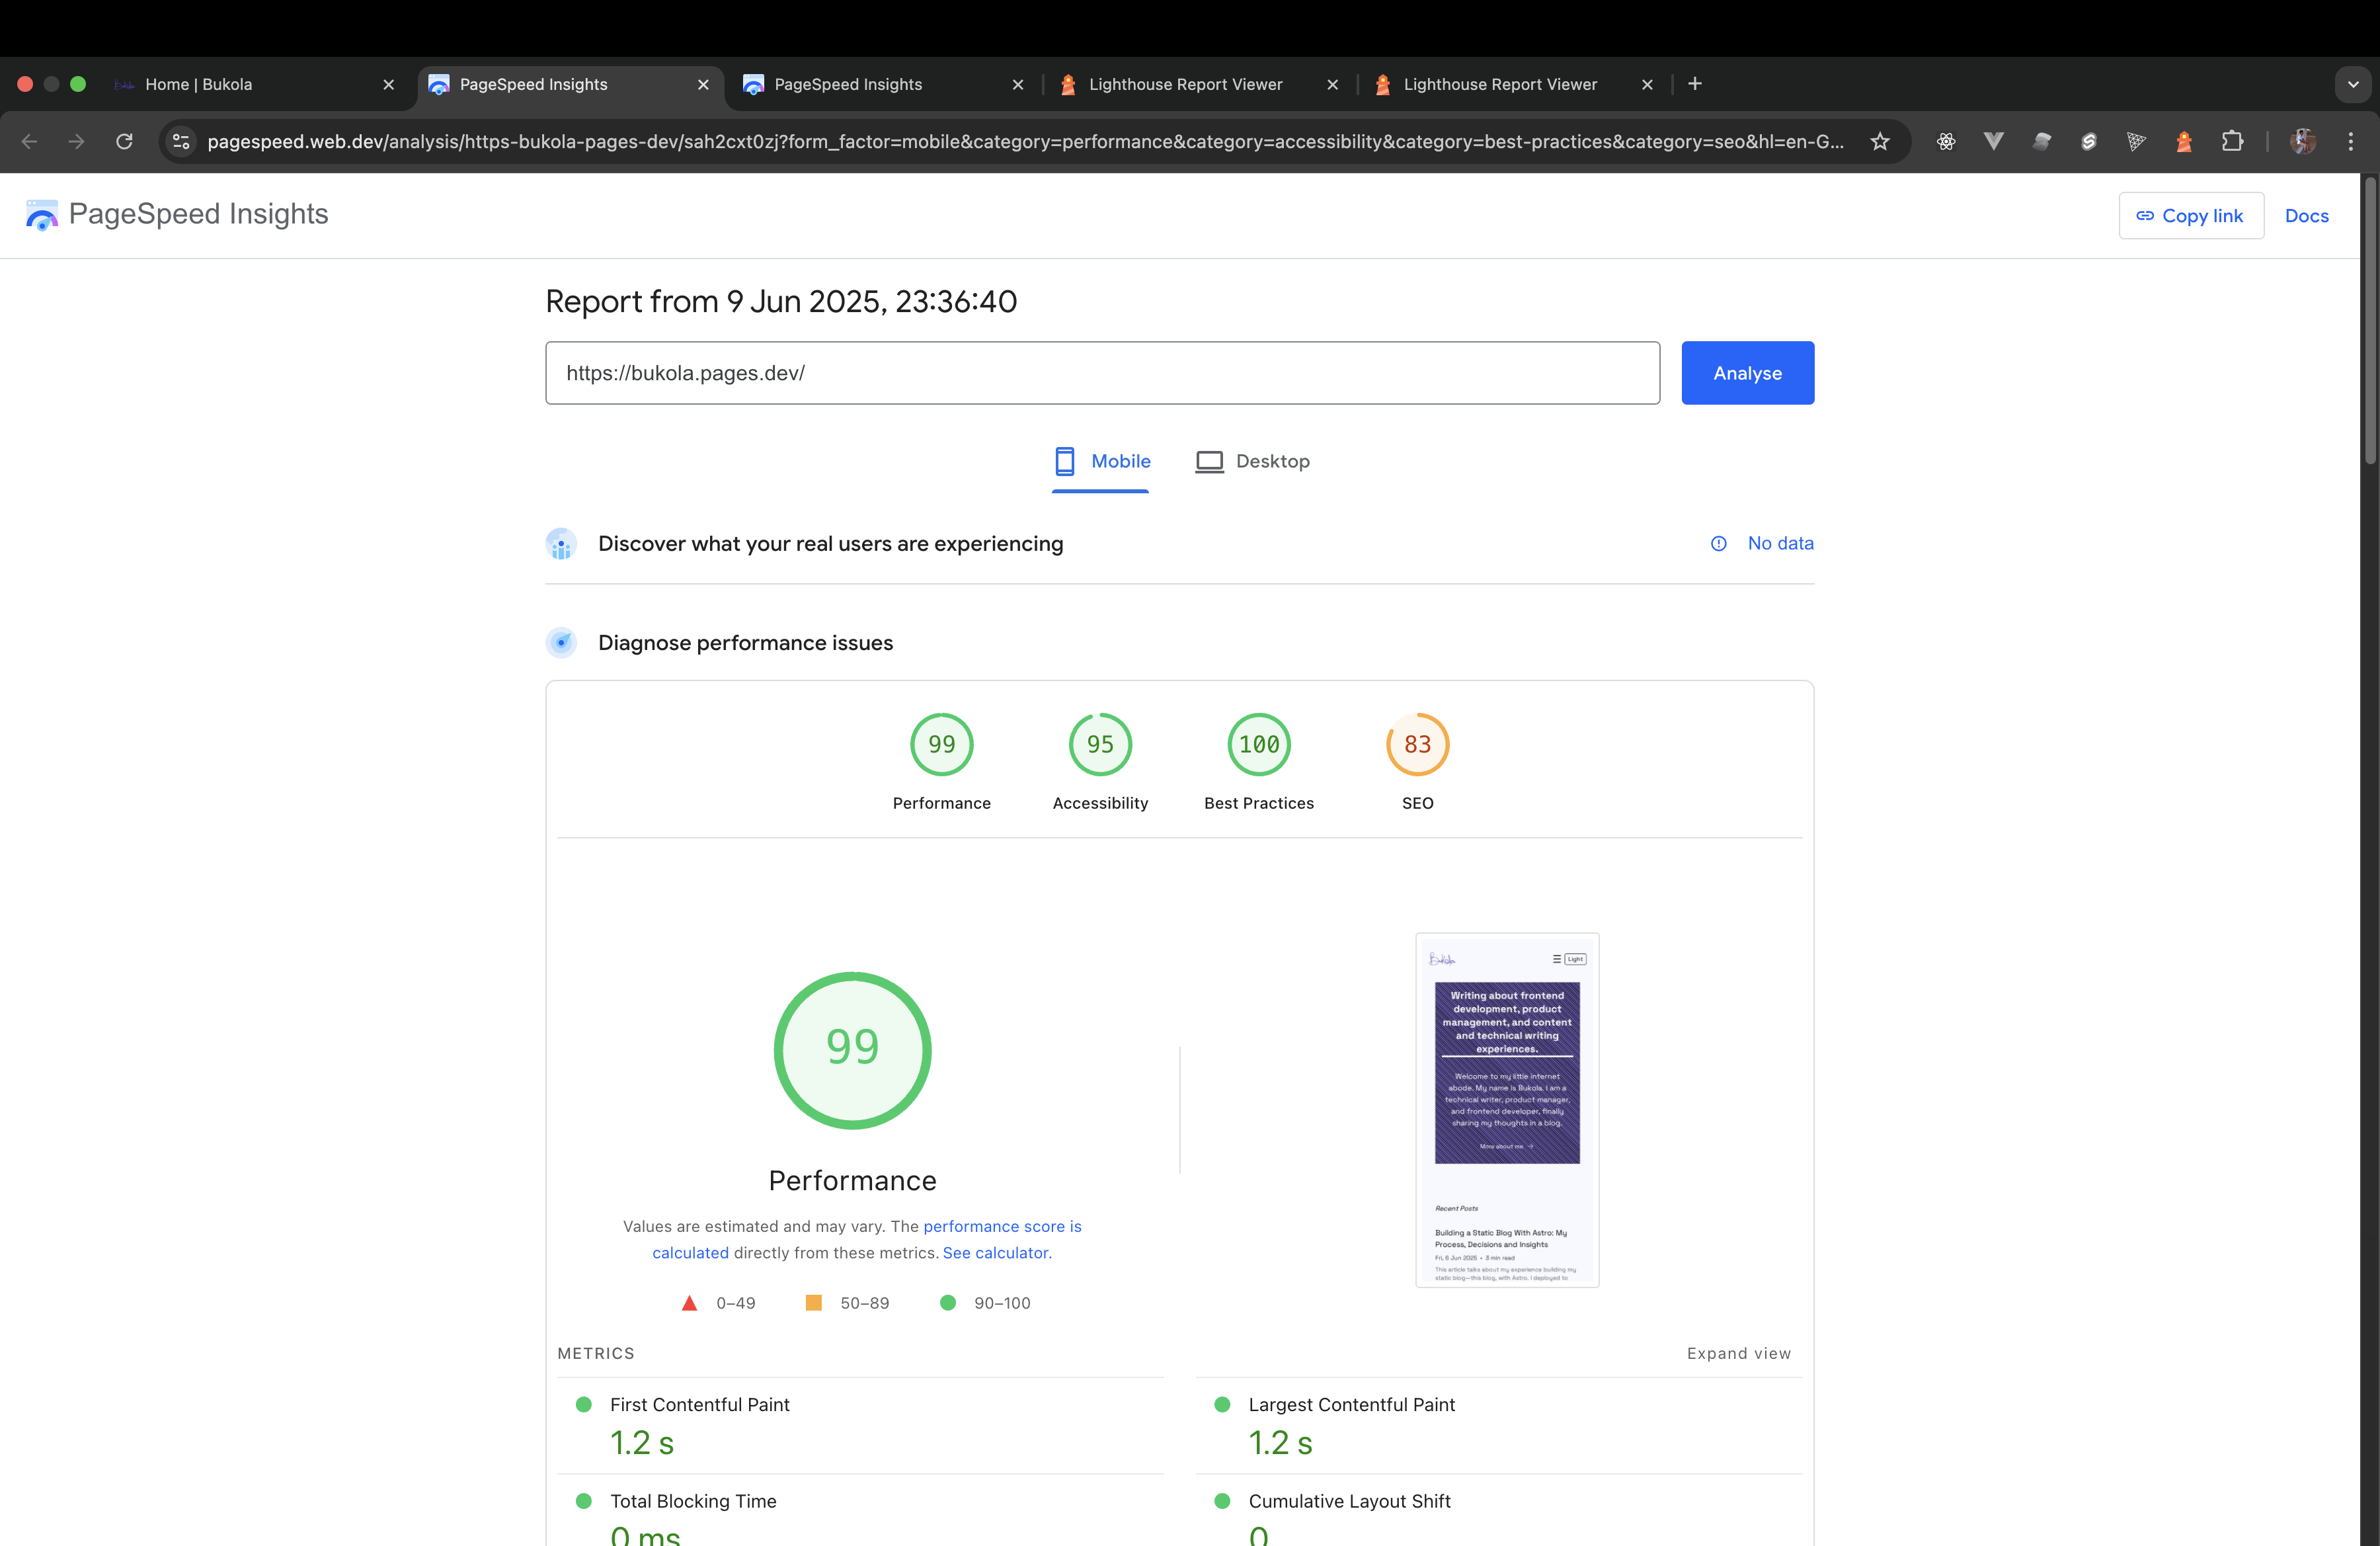 Home | Bukola
PageSpeed Insights
PageSpeed Insights
Lighthouse Report Viewer
Lighthouse Report Viewer
pagespeed.web.dev/analysis/https-bukola-pages-dev/sah2cxt0zj?form_factor=mobile&category=performance&category=accessibility&category=best-practices&category=seo&hl=en-G...
PageSpeed Insights
Copy link
Docs
Report from 9 Jun 2025, 23:36:40
https://bukola.pages.dev/
Analyse
Mobile
Desktop
Discover what your real users are experiencing
No data
Diagnose performance issues
99
95
100
83
Performance
Accessibility
Best Practices
SEO
Bukola
Light
Writing about frontend
development, product
management, and content
and technical writing
experiences.
Welcome to my little internet
abode. My name is Bukola. I am a
technical writer, product manager,
and frontend developer, finally
sharing my thoughts in a blog.
More about me →
Recent Posts
Building a Static Blog With Astro: My
Process, Decisions and Insights
Fri, 6 Jun 2025 • 3 min read
This article talks about my experience building my
static blog—this blog, with Astro. I deployed to
99
Performance
Values are estimated and may vary. The performance score is
calculated directly from these metrics. See calculator.
0–49
50–89
90–100
METRICS
Expand view
First Contentful Paint
1.2 s
Largest Contentful Paint
1.2 s
Total Blocking Time
0 ms
Cumulative Layout Shift
0